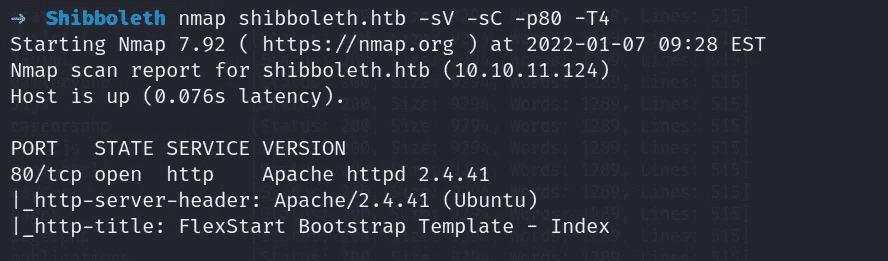 → Shibboleth nmap shibboleth.htb -sV -sC -p80 -T4
Starting Nmap 7.92 ( https://nmap.org ) at 2022-01-07 09:28 EST
Nmap scan report for shibboleth.htb (10.10.11.124)
Host is up (0.076s latency).
PORT   STATE SERVICE VERSION
80/tcp open  http    Apache httpd 2.4.41
|_http-server-header: Apache/2.4.41 (Ubuntu)
|_http-title: FlexStart Bootstrap Template - Index